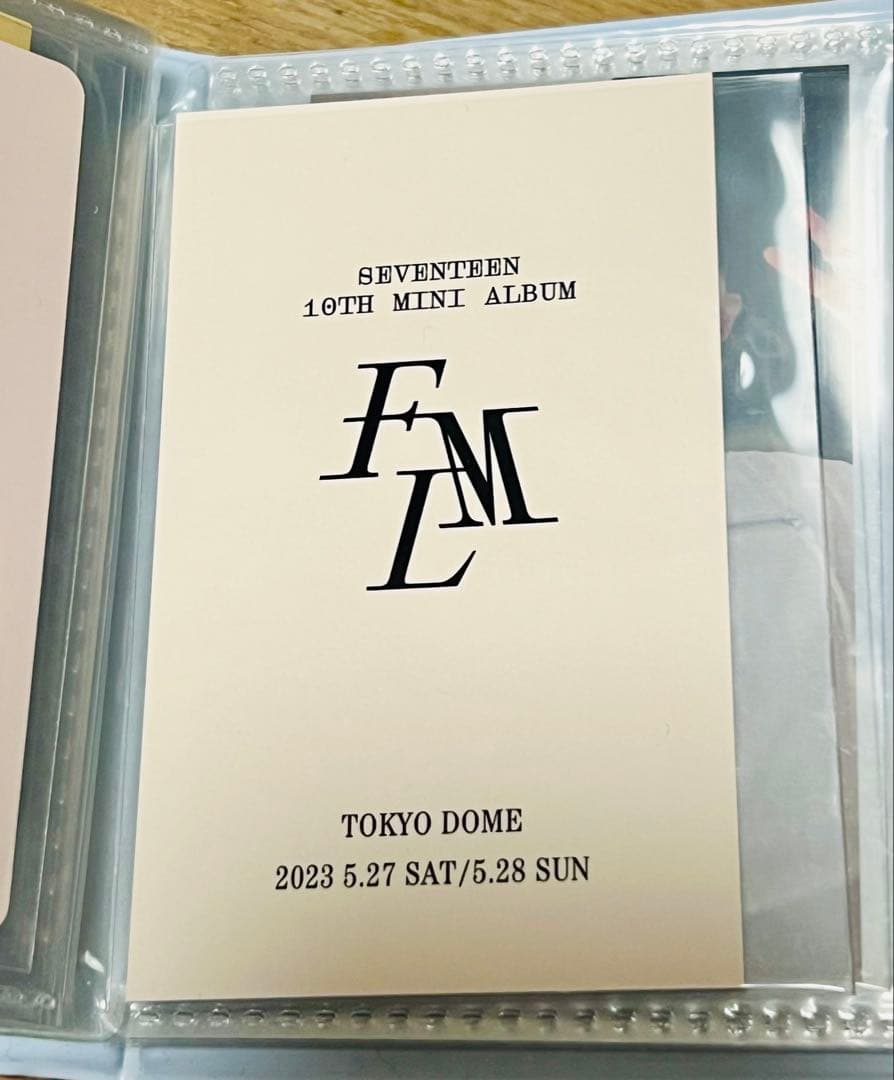 SEVENTEEN
10TH MINI ALBUM
FML
TOKYO DOME
2023 5.27 SAT/5.28 SUN